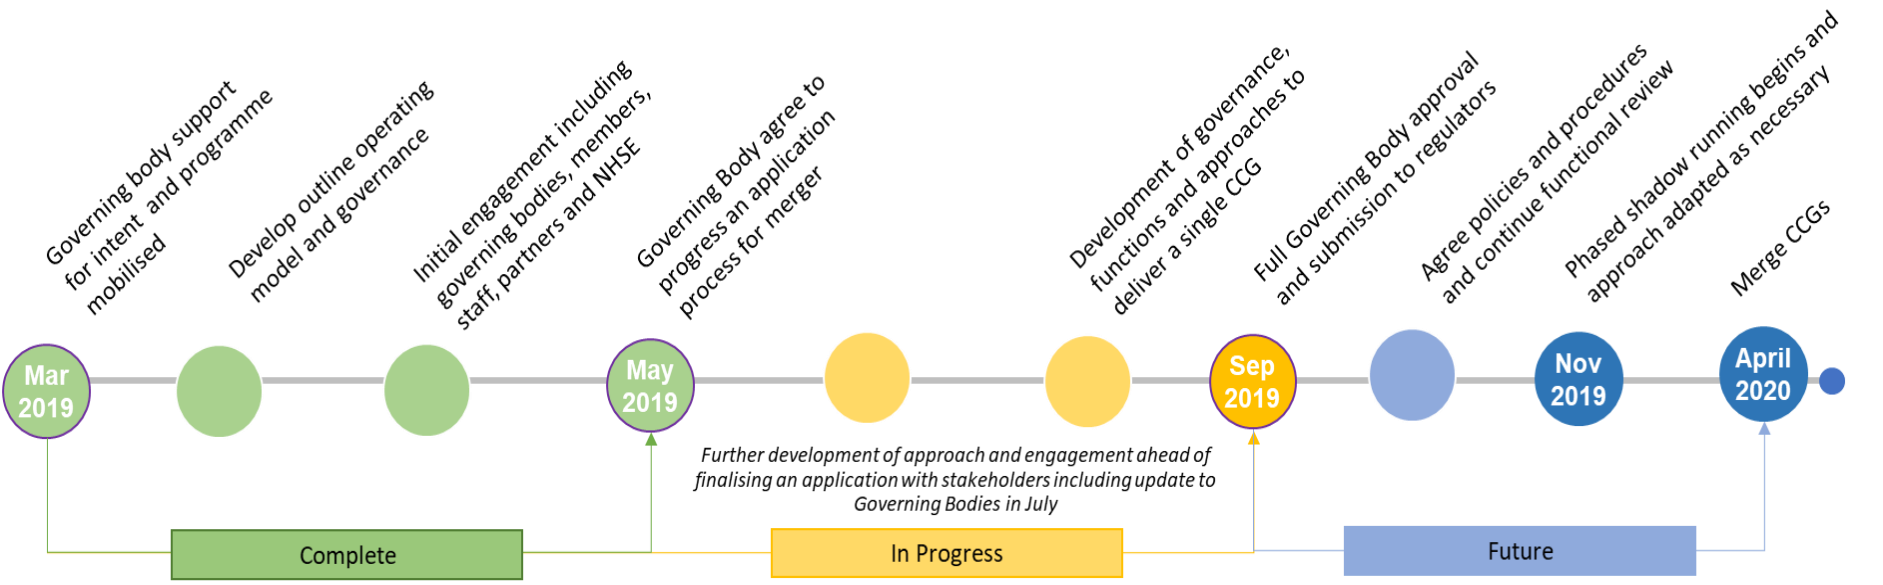 Governing body support
for intent and programme
mobilised
Develop outline operating
model and governance
Initial engagement including
governing bodies, members,
staff, partners and NHSE
Governing Body agree to
progress an application
process for merger
Development of governance,
functions and approaches to
deliver a single CCG
Full Governing Body approval
and submission to regulators
Agree policies and procedures
and continue functional review
Phased shadow running begins and
approach adapted as necessary
Merge CCGs
Mar
2019
May
2019
Sep
2019
Nov
2019
April
2020
Further development of approach and engagement ahead of
finalising an application with stakeholders including update to
Governing Bodies in July
Complete
In Progress
Future